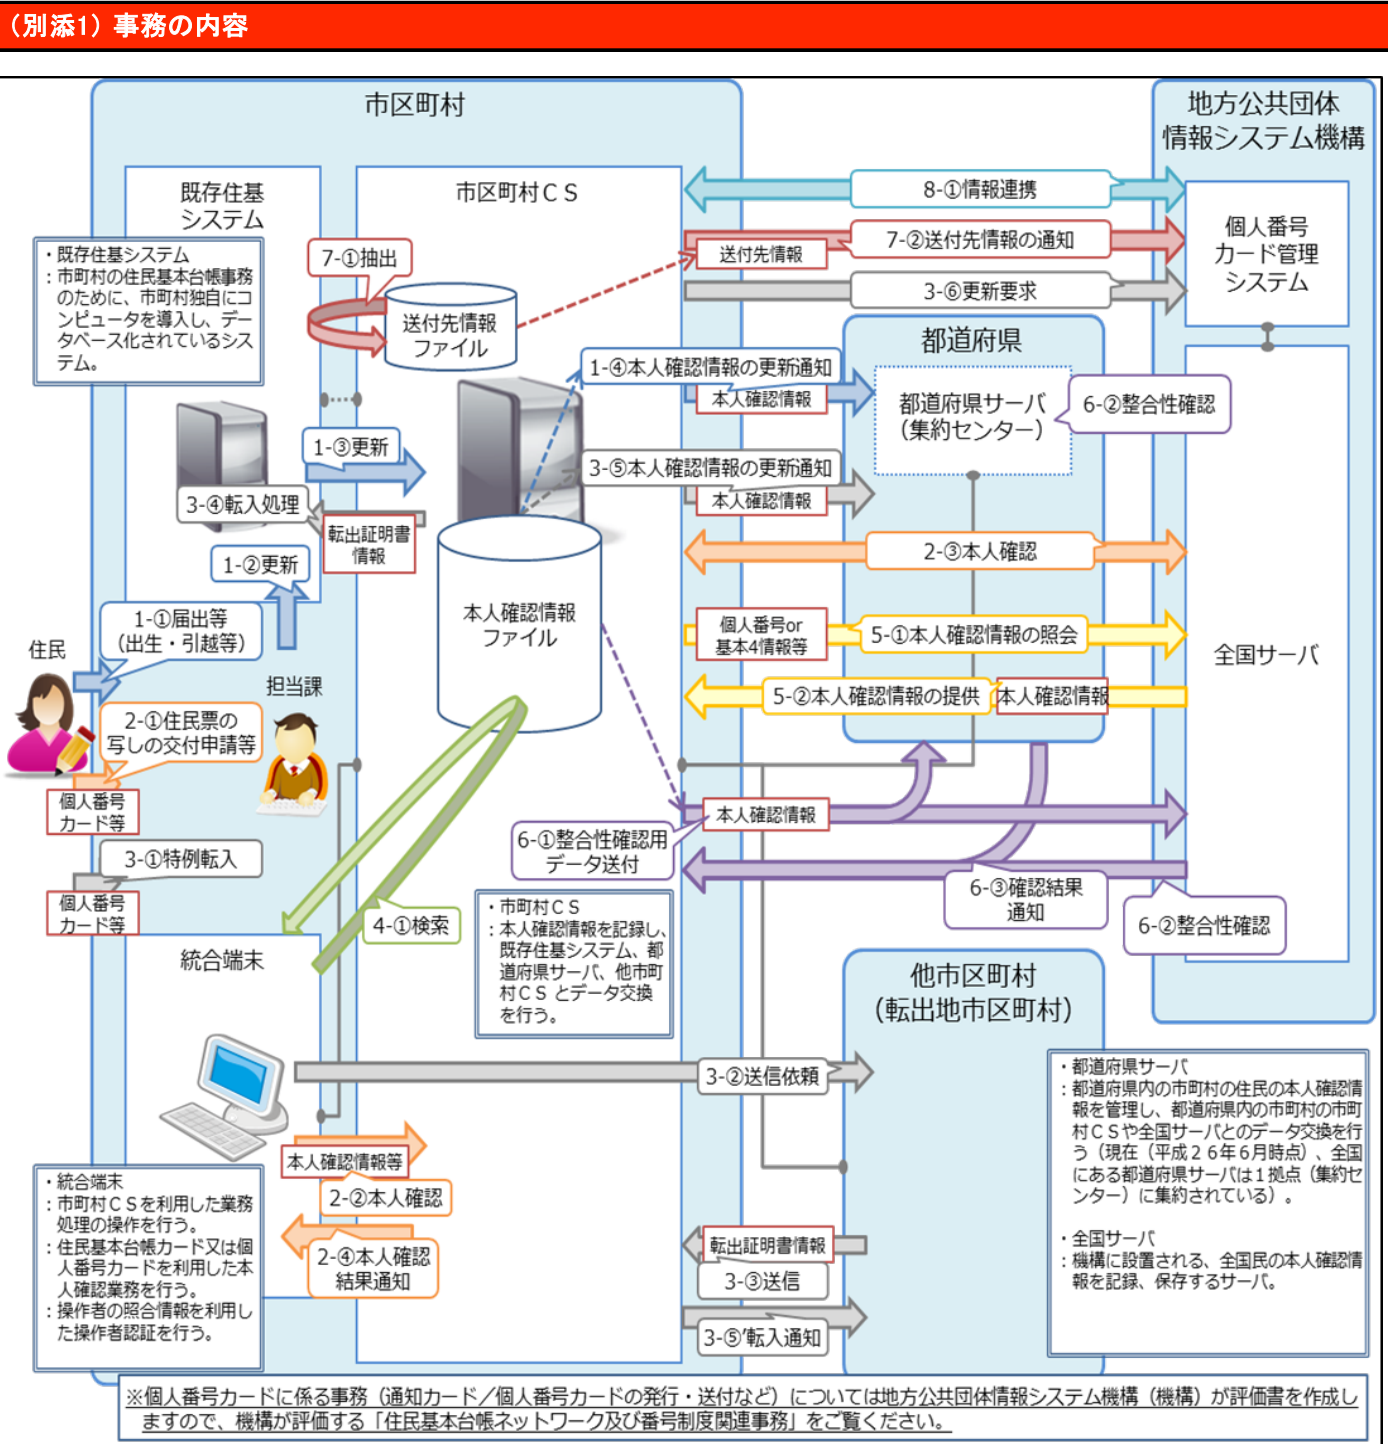 （別添1）事務の内容
市区町村
地方公共団体
情報システム機構
既存住基
システム
市区町村ＣＳ
8-①情報連携
個人番号
カード管理
システム
・既存住基システム
：市町村の住民基本台帳事務
のために、市町村独自にコ
ンピュータを導入し、デー
タベース化されているシス
テム。
7-①抽出
送付先情報
ファイル
送付先情報
7-②送付先情報の通知
3-⑥更新要求
都道府県
1-④本人確認情報の更新通知
本人確認情報
都道府県サーバ
（集約センター）
6-②整合性確認
1-③更新
3-⑤本人確認情報の更新通知
本人確認情報
3-④転入処理
転出証明書
情報
2-③本人確認
1-②更新
本人確認情報
ファイル
1-①届出等
（出生・引越等）
住民
担当課
個人番号or
基本4情報等
5-①本人確認情報の照会
全国サーバ
5-②本人確認情報の提供
本人確認情報
2-①住民票の
写しの交付申請等
個人番号
カード等
本人確認情報
6-①整合性確認用
データ送付
3-①特例転入
個人番号
カード等
6-③確認結果
通知
6-②整合性確認
4-①検索
・市町村ＣＳ
：本人確認情報を記録し、
既存住基システム、都
道府県サーバ、他市町
村ＣＳ とデータ交換
を行う。
統合端末
他市区町村
（転出地市区町村）
3-②送信依頼
・都道府県サーバ
：都道府県内の市町村の住民の本人確認情
報を管理し、都道府県内の市町村の市町
村ＣＳや全国サーバとのデータ交換を行
う（現在（平成２６年６月時点）、全国
にある都道府県サーバは１拠点（集約セ
ンター）に集約されている）。
・全国サーバ
：機構に設置される、全国民の本人確認情
報を記録、保存するサーバ。
本人確認情報等
2-②本人確認
・統合端末
：市町村ＣＳを利用した業務
処理の操作を行う。
：住民基本台帳カード又は個
人番号カードを利用した本
人確認業務を行う。
：操作者の照合情報を利用し
た操作者認証を行う。
2-④本人確認
結果通知
転出証明書情報
3-③送信
3-⑤’転入通知
※個人番号カードに係る事務（通知カード／個人番号カードの発行・送付など）については地方公共団体情報システム機構（機構）が評価書を作成し
ますので、機構が評価する「住民基本台帳ネットワーク及び番号制度関連事務」をご覧ください。